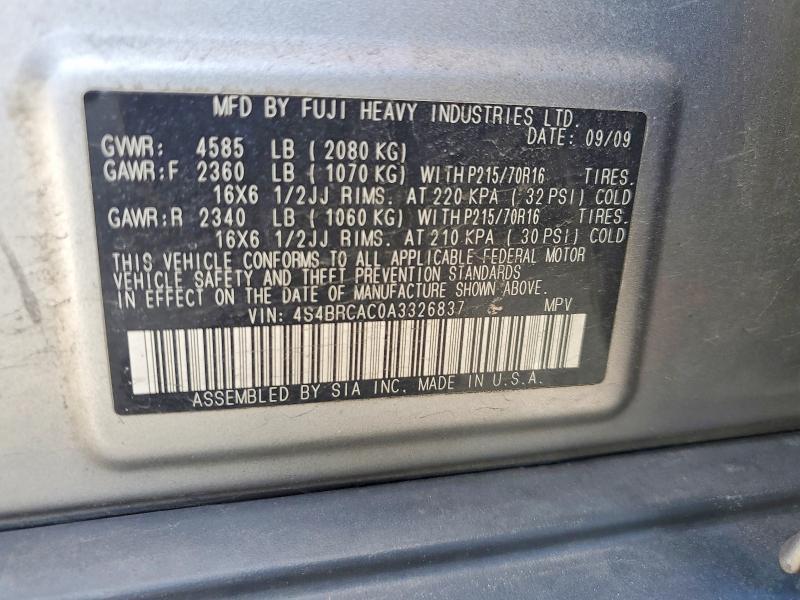 MFD BY FUJI HEAVY INDUSTRIES LTD.
DATE: 09/09
GVWR: 4585 LB ( 2080 KG)
GAWR:F 2360 LB ( 1070 KG) WITH P215/70R16 TIRES.
16X6 1/2JJ RIMS. AT 220 KPA ( 32 PSI) COLD
GAWR:R 2340 LB ( 1060 KG) WITH P215/70R16 TIRES.
16X6 1/2JJ RIMS. AT 210 KPA ( 30 PSI) COLD
THIS VEHICLE CONFORMS TO ALL APPLICABLE FEDERAL MOTOR
VEHICLE SAFETY AND THEFT PREVENTION STANDARDS
IN EFFECT ON THE DATE OF MANUFACTURE SHOWN ABOVE.
VIN: 4S4BRCAC0A3326837 MPV
ASSEMBLED BY SIA INC. MADE IN U.S.A.